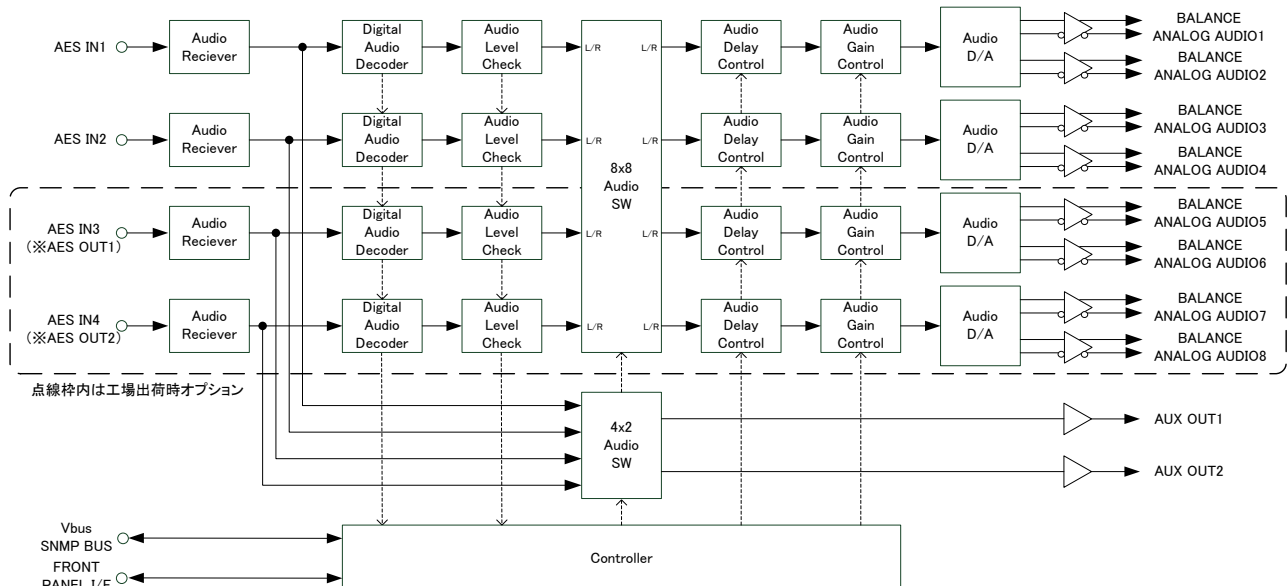 AES IN1
Audio
Reciever
Digital
Audio
Decoder
Audio
Level
Check
L/R
L/R
Audio
Delay
Control
Audio
Gain
Control
Audio
D/A
BALANCE
ANALOG AUDIO1
BALANCE
ANALOG AUDIO2
AES IN2
Audio
Reciever
Digital
Audio
Decoder
Audio
Level
Check
L/R
8x8
Audio
SW
L/R
Audio
Delay
Control
Audio
Gain
Control
Audio
D/A
BALANCE
ANALOG AUDIO3
BALANCE
ANALOG AUDIO4
AES IN3
(※AES OUT1)
Audio
Reciever
Digital
Audio
Decoder
Audio
Level
Check
L/R
L/R
Audio
Delay
Control
Audio
Gain
Control
Audio
D/A
BALANCE
ANALOG AUDIO5
BALANCE
ANALOG AUDIO6
AES IN4
(※AES OUT2)
Audio
Reciever
Digital
Audio
Decoder
Audio
Level
Check
L/R
L/R
Audio
Delay
Control
Audio
Gain
Control
Audio
D/A
BALANCE
ANALOG AUDIO7
BALANCE
ANALOG AUDIO8
点線枠内は工場出荷時オプション
4x2
Audio
SW
AUX OUT1
AUX OUT2
Vbus
SNMP BUS
FRONT
PANEL I/F
Controller